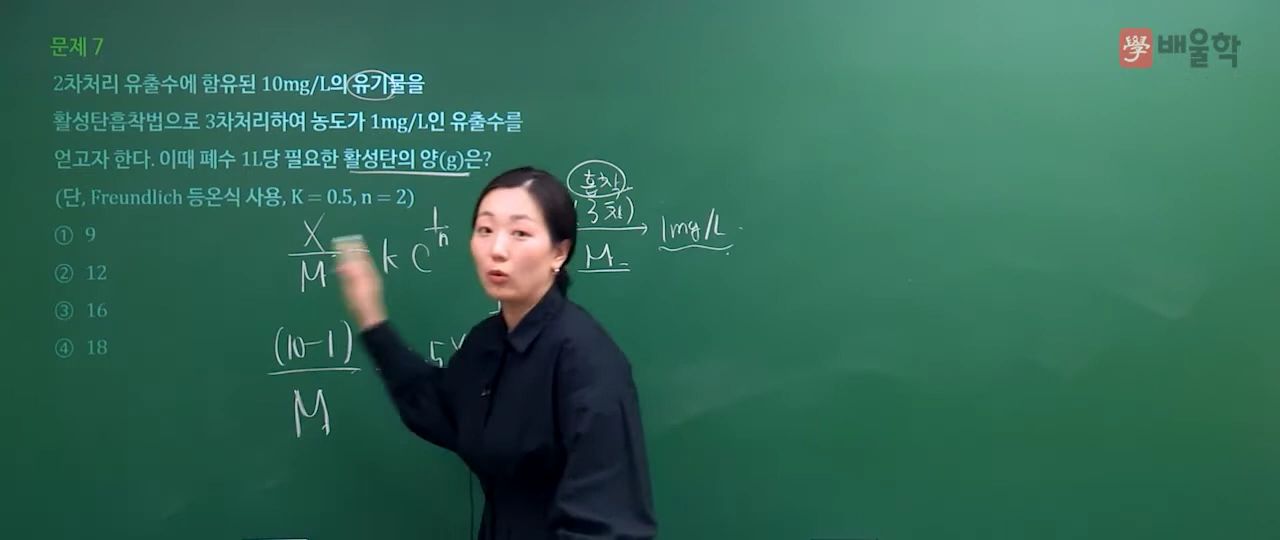 문제 7
學 배울학
2차처리 유출수에 함유된 10mg/L의 유기물을
활성탄흡착법으로 3차처리하여 농도가 1mg/L인 유출수를
얻고자 한다. 이때 폐수 1L당 필요한 활성탄의 양(g)은?
(단, Freundlich 등온식 사용, K = 0.5, n = 2)
① 9
② 12
③ 16
④ 18
흡착
3차)
M
1mg/L
X
M
K C
1
n
(10-1)
M
.5